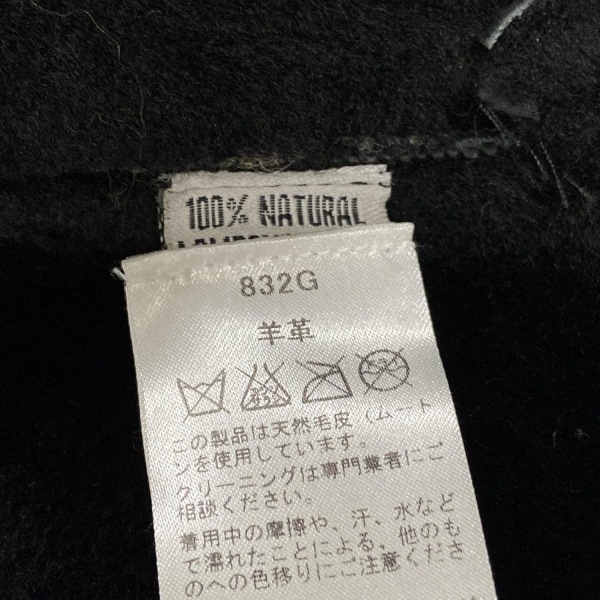 100% NATURAL
832G
羊革
この製品は天然毛皮(ムートンを使用しています。
クリーニングは専門業者にご
相談ください。
着用中の摩擦や、汗、水など
で濡れたことによる、他のも
のへの色移りにご注意くださ